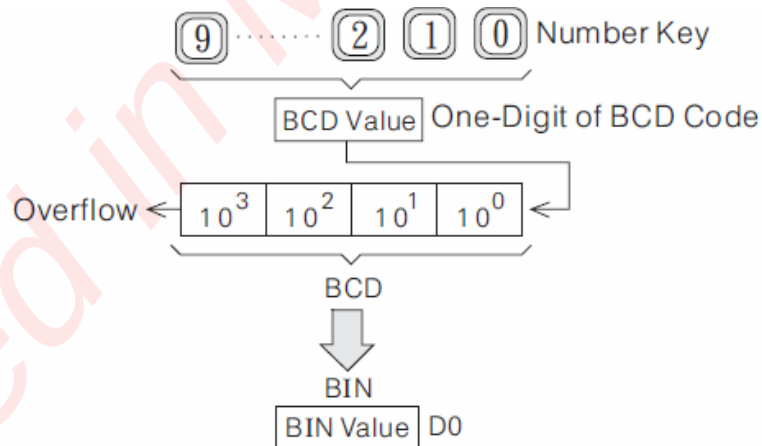 9 ········ 2 1 0 Number Key
BCD Value One-Digit of BCD Code
Overflow 10³ 10² 10¹ 10⁰
BCD
BIN
BIN Value D0